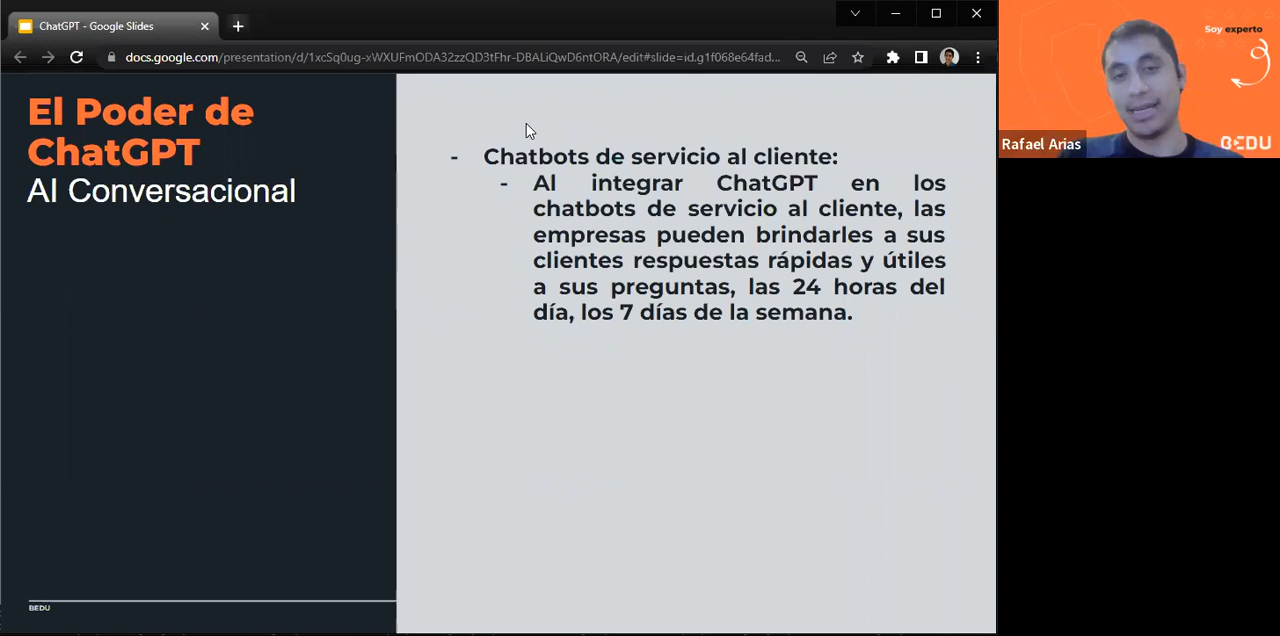 ChatGPT - Google Slides
docs.google.com/presentation/d/1xcSq0ug-xWXUFmODA32zzQD3tFhr-DBALiQwD6ntORA/edit#slide=id.g1f068e64fad...
El Poder de
ChatGPT
AI Conversacional
- Chatbots de servicio al cliente:
- Al integrar ChatGPT en los
chatbots de servicio al cliente, las
empresas pueden brindarles a sus
clientes respuestas rápidas y útiles
a sus preguntas, las 24 horas del
día, los 7 días de la semana.
BEDU
Soy experto
Rafael Arias
BEDU